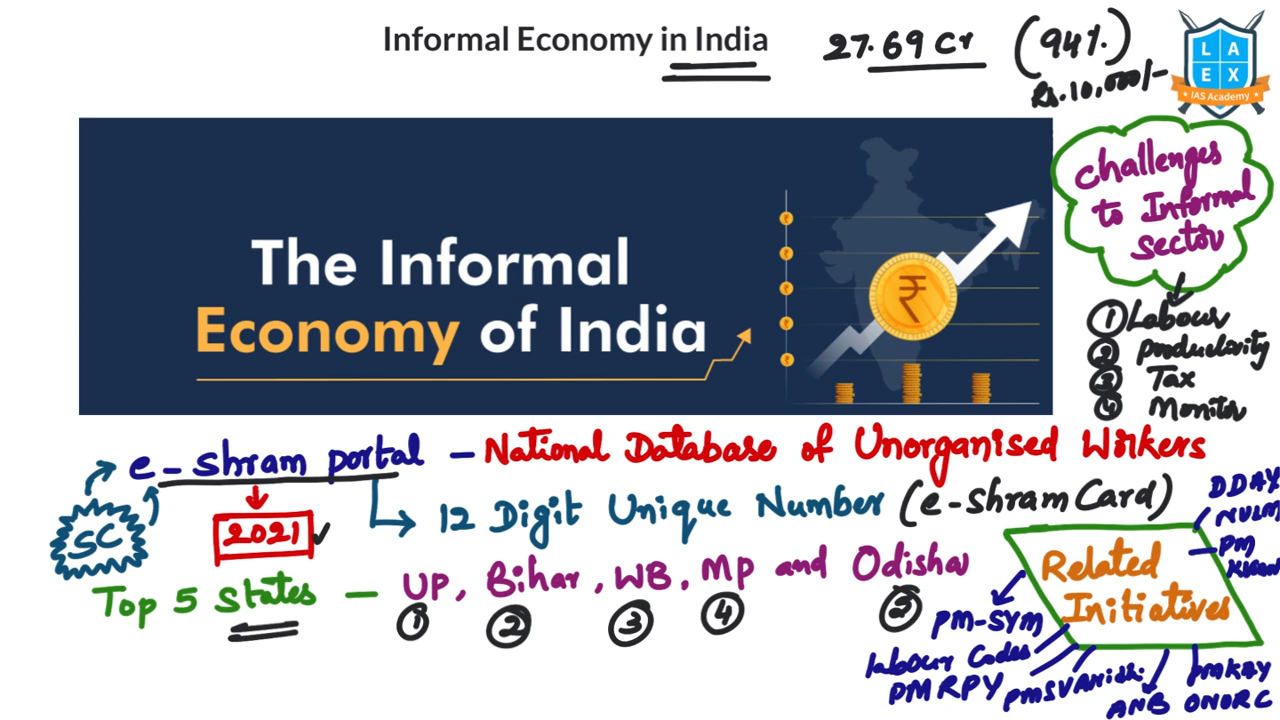 Informal Economy in India
27.69 Cr (94%)
Rs.10,000/-
L A
E X
IAS Academy
The Informal
Economy of India
₹
Challenges
to Informal
sector
① Labour
② Productivity
③ Tax
④ Monitor
e-shram portal – National Database of Unorganised Workers
SC
2021 ✓
12 Digit Unique Number (e-shram Card)
Top 5 States – UP, Bihar, WB, MP and Odisha
① ② ③ ④ ⑤
Related
Initiatives
DDAY
NULM
PM
PM-SYM
Labour Codes
PMRPY
PMSVANidhi
ANB
PMKAY
ONORC